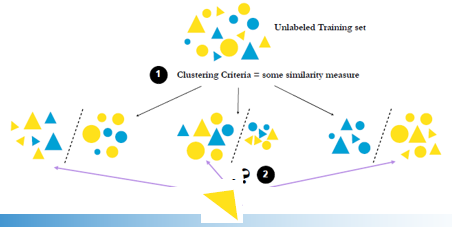 Unlabeled Training set
1 Clustering Criteria = some similarity measure
- ? 2